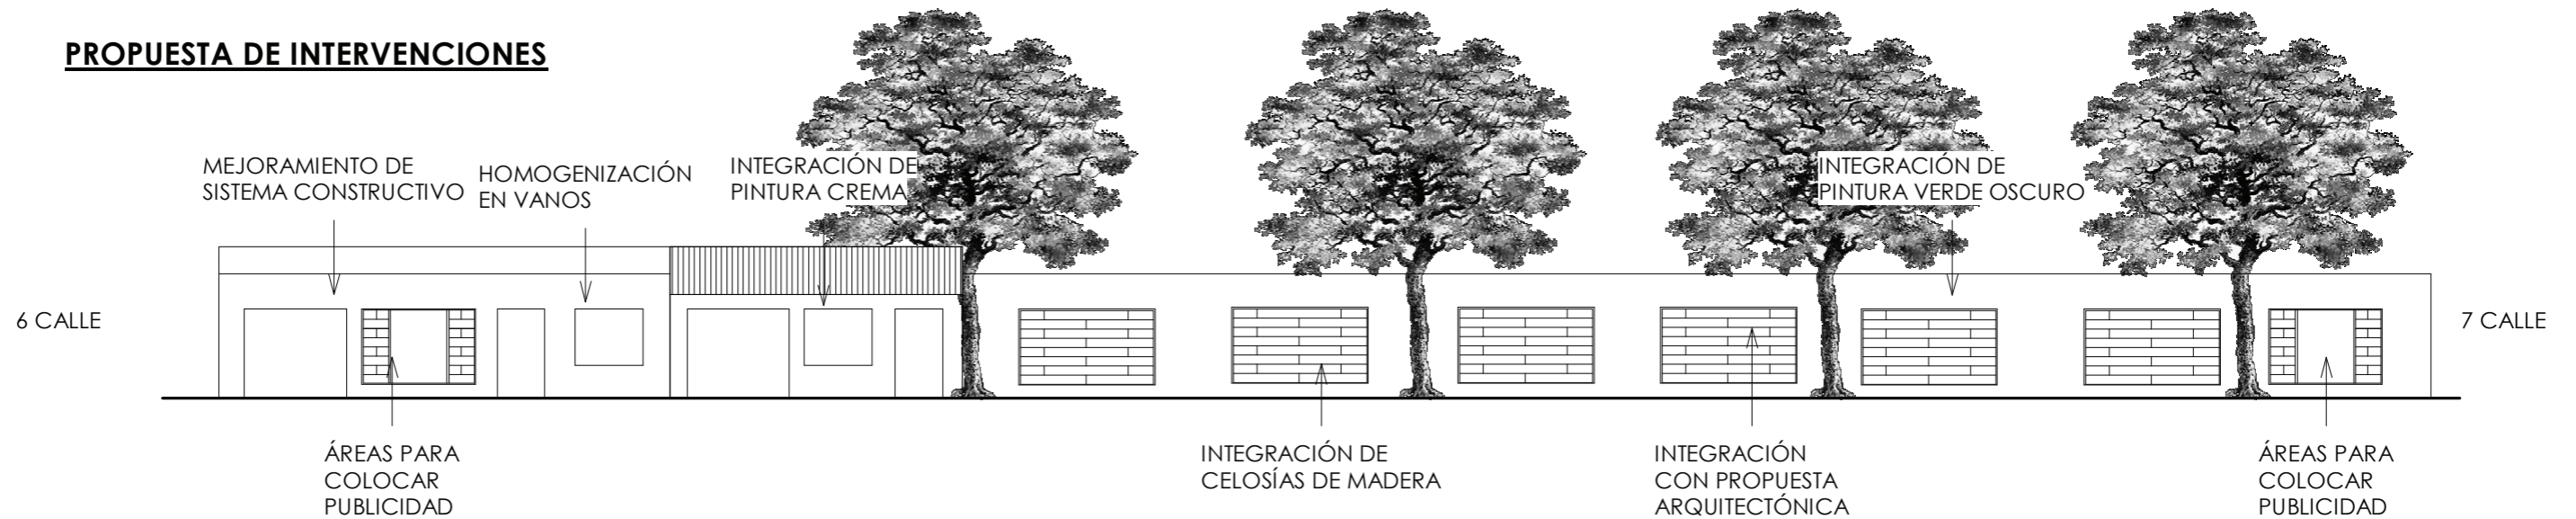 PROPUESTA DE INTERVENCIONES
MEJORAMIENTO DE
SISTEMA CONSTRUCTIVO
HOMOGENIZACIÓN
EN VANOS
INTEGRACIÓN DE
PINTURA CREMA
INTEGRACIÓN DE
PINTURA VERDE OSCURO
6 CALLE
7 CALLE
ÁREAS PARA
COLOCAR
PUBLICIDAD
INTEGRACIÓN DE
CELOSÍAS DE MADERA
INTEGRACIÓN
CON PROPUESTA
ARQUITECTÓNICA
ÁREAS PARA
COLOCAR
PUBLICIDAD